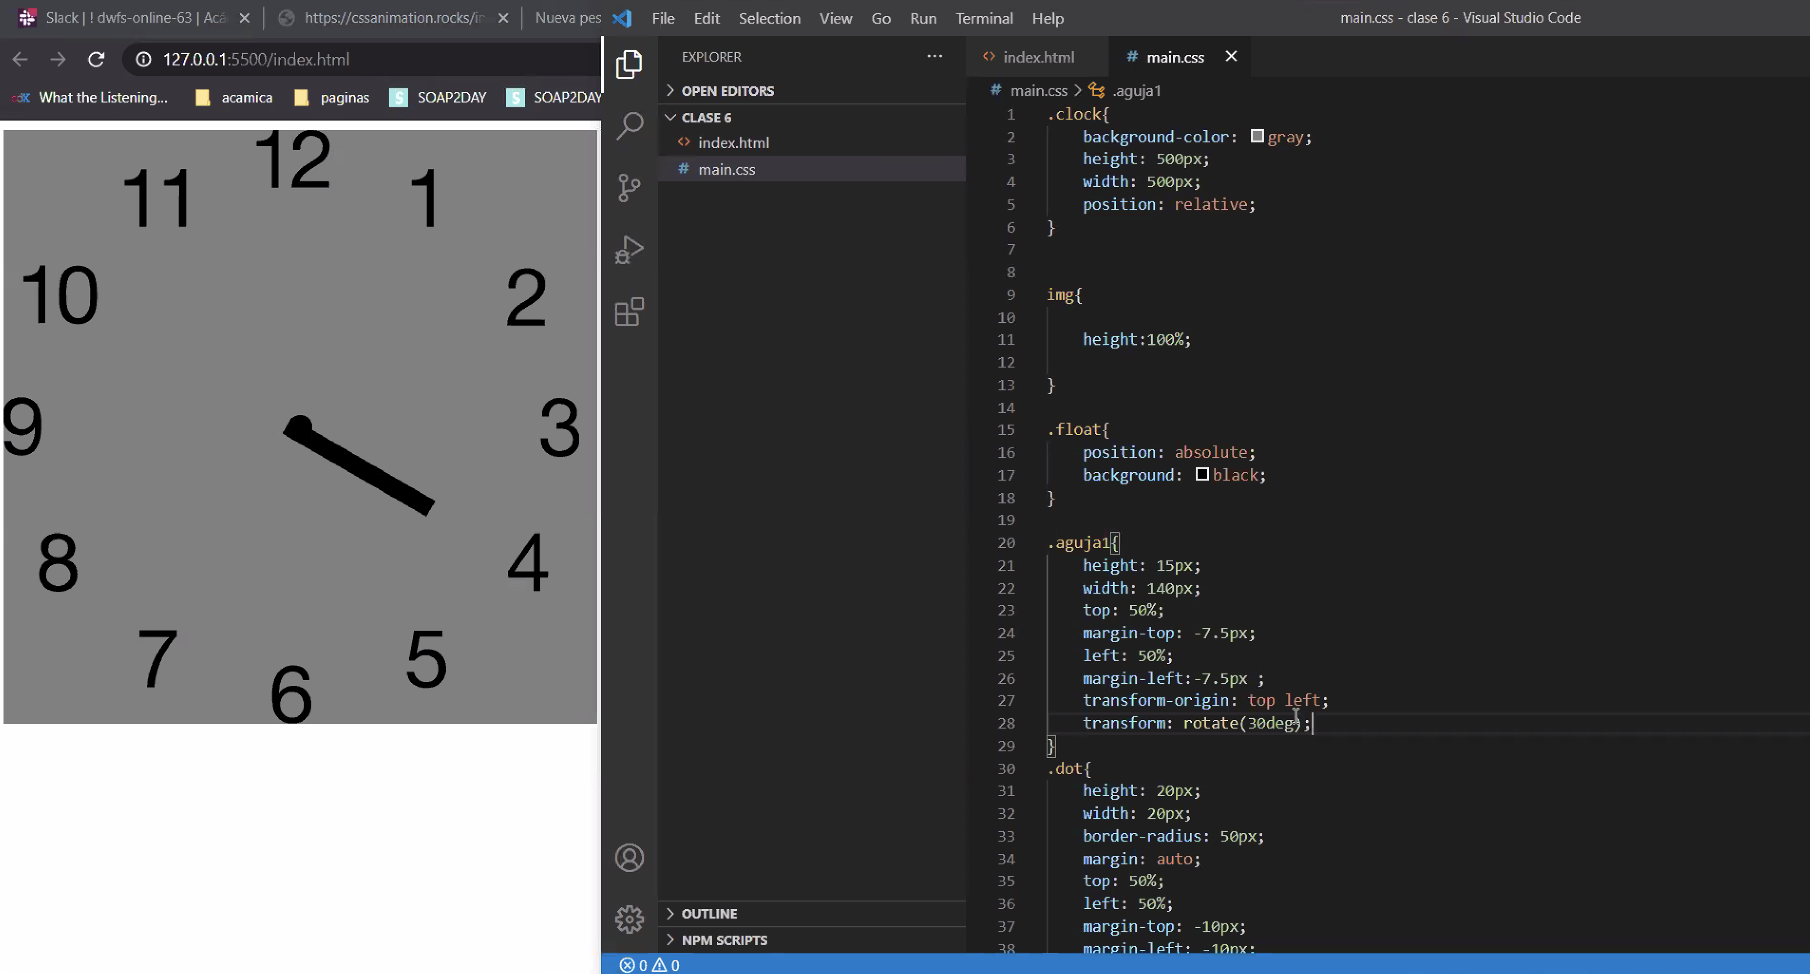 Slack | ! dwfs-online-63 | Acá
https://cssanimation.rocks/in
Nueva pes
127.0.0.1:5500/index.html
What the Listening...
acamica
paginas
SOAP2DAY
SOAP2DAY
12
11
1
10
2
9
3
8
4
7
5
6
File Edit Selection View Go Run Terminal Help
main.css - clase 6 - Visual Studio Code
EXPLORER
OPEN EDITORS
CLASE 6
index.html
main.css
OUTLINE
NPM SCRIPTS
index.html
main.css
main.css > .aguja1
1 .clock{
2 background-color: gray;
3 height: 500px;
4 width: 500px;
5 position: relative;
6 }
7
8
9 img{
10
11 height:100%;
12
13 }
14
15 .float{
16 position: absolute;
17 background: black;
18 }
19
20 .aguja1{
21 height: 15px;
22 width: 140px;
23 top: 50%;
24 margin-top: -7.5px;
25 left: 50%;
26 margin-left:-7.5px ;
27 transform-origin: top left;
28 transform: rotate(30deg);
29 }
30 .dot{
31 height: 20px;
32 width: 20px;
33 border-radius: 50px;
34 margin: auto;
35 top: 50%;
36 left: 50%;
37 margin-top: -10px;
38 margin-left: -10px;
0 0